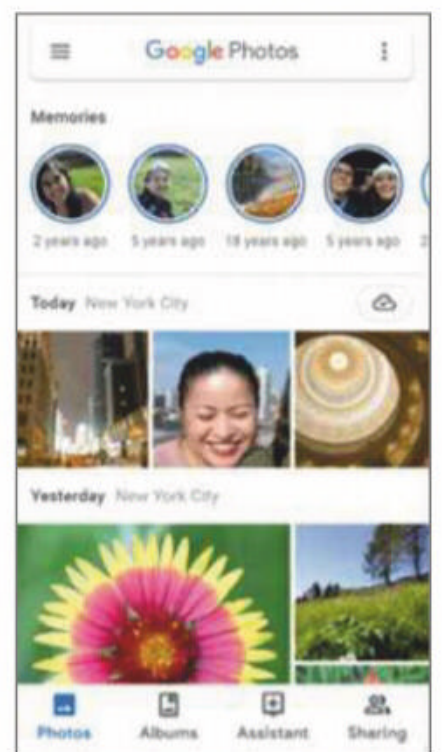 Google Photos
Memories
2 years ago 5 years ago 18 years ago 5 years ago 2
Today New York City
Yesterday New York City
Photos Albums Assistant Sharing